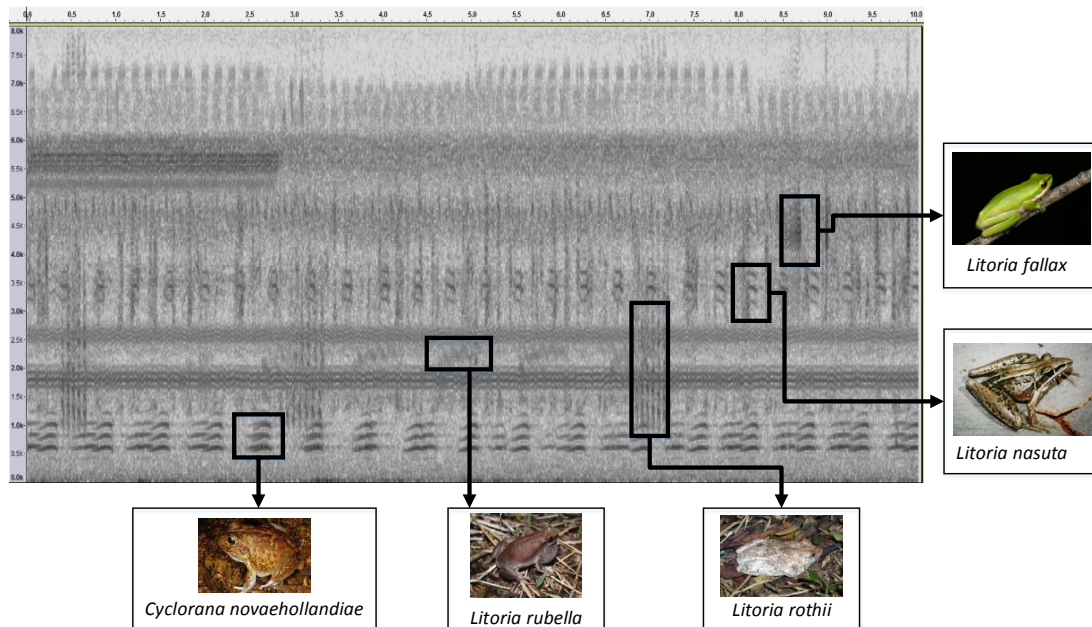 0.0 0.5 1.0 1.5 2.0 2.5 3.0 3.5 4.0 4.5 5.0 5.5 6.0 6.5 7.0 7.5 8.0 8.5 9.0 9.5 10.0
8.0k
7.5k
7.0k
6.5k
6.0k
5.5k
5.0k
4.5k
4.0k
3.5k
3.0k
2.5k
2.0k
1.5k
1.0k
0.5k
0.0k
Litoria fallax
Litoria nasuta
Cyclorana novaehollandiae
Litoria rubella
Litoria rothii